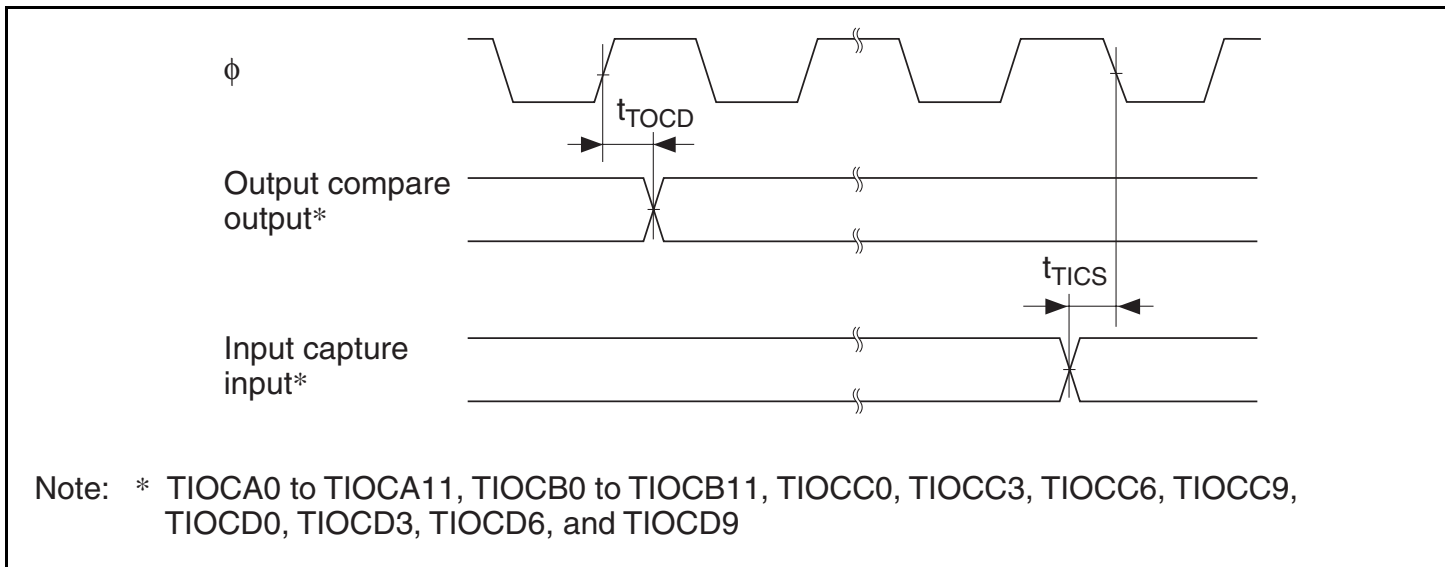 ϕ
tTOCD
Output compare
output*
tTICS
Input capture
input*
Note: * TIOCA0 to TIOCA11, TIOCB0 to TIOCB11, TIOCC0, TIOCC3, TIOCC6, TIOCC9,
TIOCD0, TIOCD3, TIOCD6, and TIOCD9